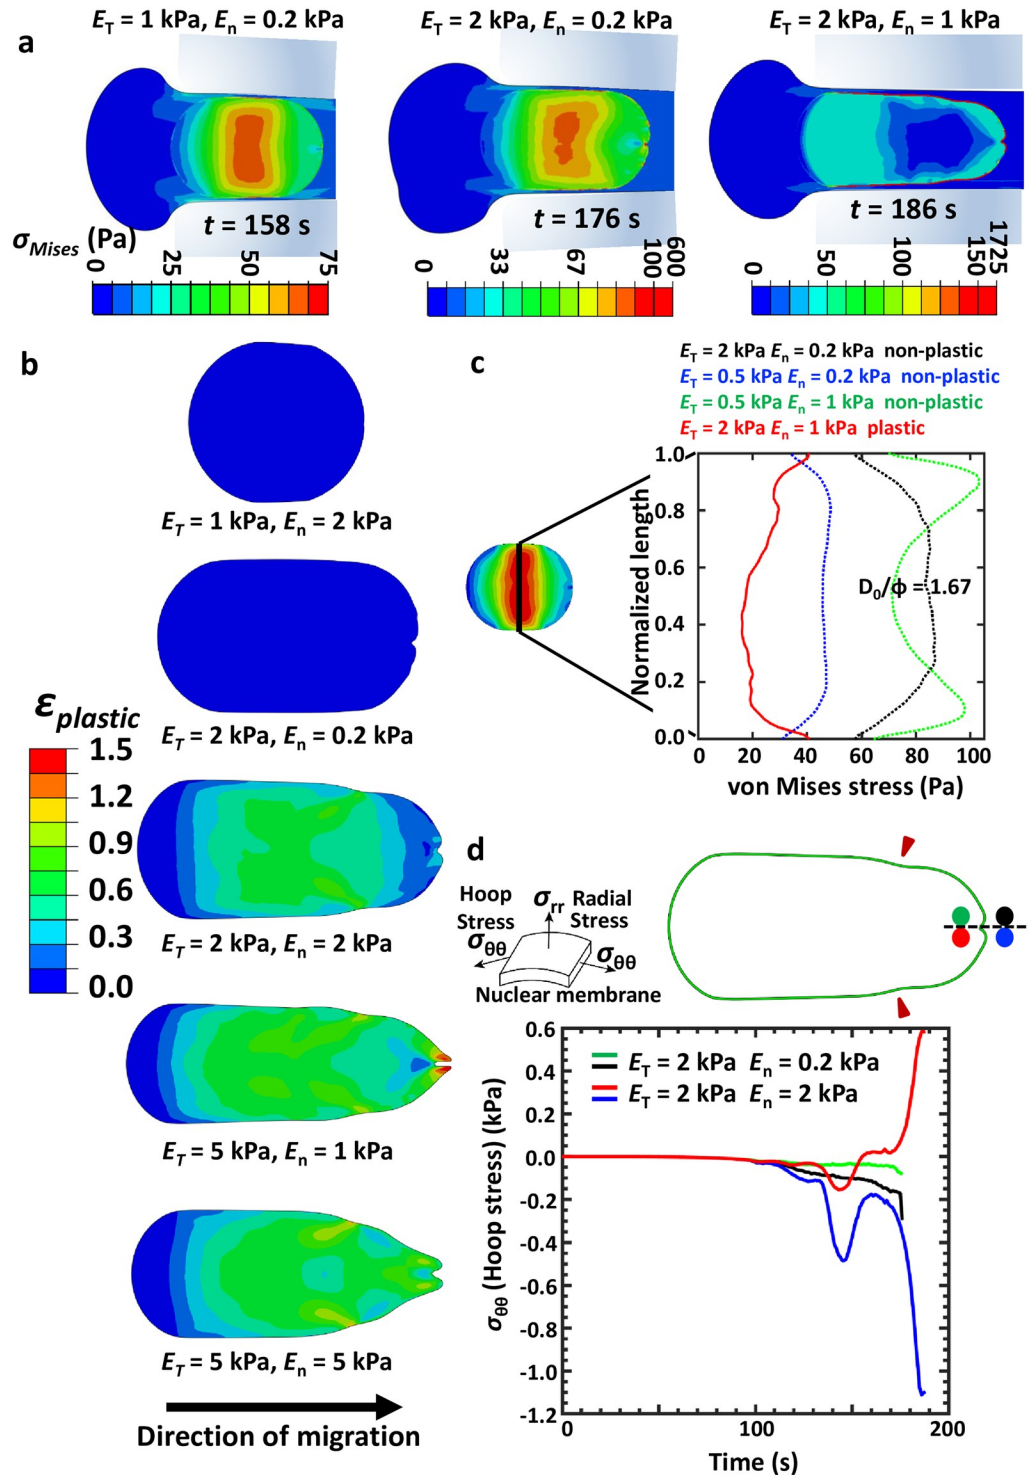 a
E_T = 1 kPa, E_n = 0.2 kPa
E_T = 2 kPa, E_n = 0.2 kPa
E_T = 2 kPa, E_n = 1 kPa
t = 158 s
t = 176 s
t = 186 s
σ_Mises (Pa)
0 25 50 75
0 33 67 100 600
0 50 100 150 1725
b
E_T = 1 kPa, E_n = 2 kPa
E_T = 2 kPa, E_n = 0.2 kPa
ε_plastic
1.5
1.2
0.9
0.6
0.3
0.0
E_T = 2 kPa, E_n = 2 kPa
E_T = 5 kPa, E_n = 1 kPa
E_T = 5 kPa, E_n = 5 kPa
Direction of migration
c
E_T = 2 kPa E_n = 0.2 kPa non-plastic
E_T = 0.5 kPa E_n = 0.2 kPa non-plastic
E_T = 0.5 kPa E_n = 1 kPa non-plastic
E_T = 2 kPa E_n = 1 kPa plastic
Normalized length
1.0
0.8
0.6
0.4
0.2
0.0
D_0/ϕ = 1.67
0 20 40 60 80 100
von Mises stress (Pa)
d
Hoop
Stress
σ_θθ
σ_rr
Radial
Stress
σ_θθ
Nuclear membrane
σ_θθ (Hoop stress) (kPa)
0.6
0.4
0.2
0.0
-0.2
-0.4
-0.6
-0.8
-1.0
-1.2
E_T = 2 kPa E_n = 0.2 kPa
E_T = 2 kPa E_n = 2 kPa
0 100 200
Time (s)